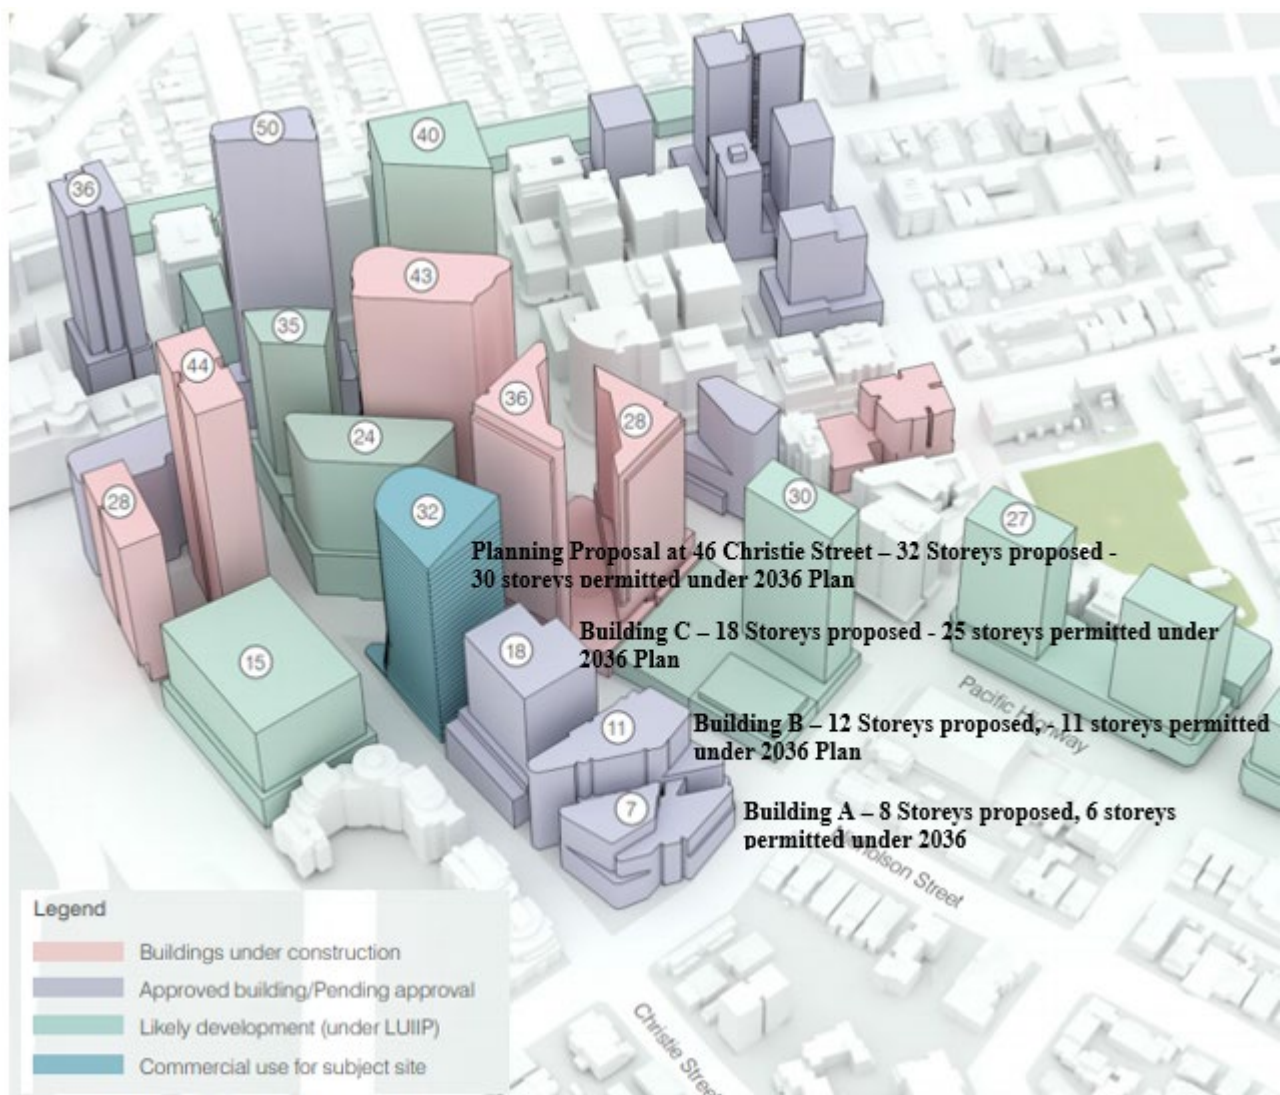 50
40
36
43
35
44
36
28
24
28
30
32
27
Planning Proposal at 46 Christie Street – 32 Storeys proposed -
30 storeys permitted under 2036 Plan
Building C – 18 Storeys proposed - 25 storeys permitted under
2036 Plan
18
15
Pacific Highway
11
Building B – 12 Storeys proposed, - 11 storeys permitted
under 2036 Plan
7
Building A – 8 Storeys proposed, 6 storeys
permitted under 2036
Nicholson Street
Legend
Buildings under construction
Approved building/Pending approval
Likely development (under LUIIP)
Commercial use for subject site
Christie Street